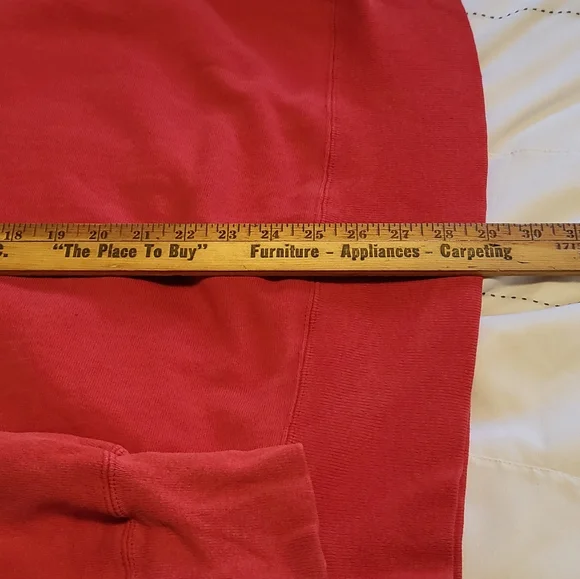 18 19 20 21 22 23 24 25 26 27 28 29 30 3
C. "The Place To Buy" Furniture - Appliances - Carpeting